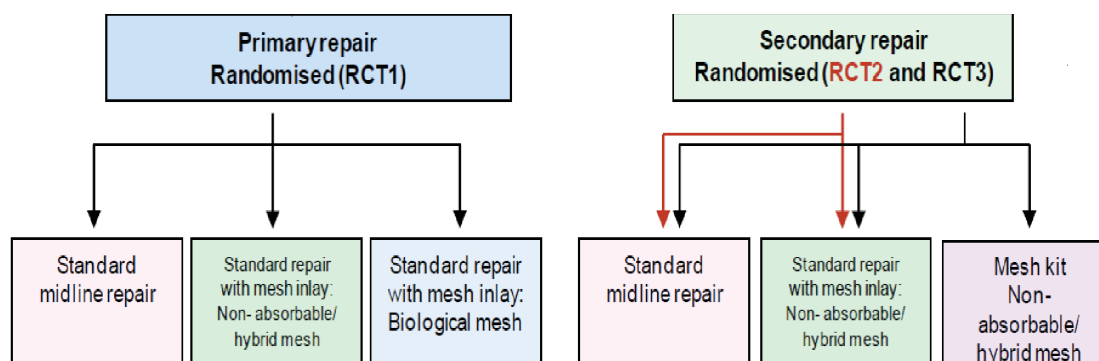 Primary repair
Randomised (RCT1)
Secondary repair
Randomised (RCT2 and RCT3)
Standard
midline repair
Standard repair
with mesh inlay:
Non- absorbable/
hybrid mesh
Standard repair
with mesh inlay:
Biological mesh
Standard
midline repair
Standard repair
with mesh inlay:
Non- absorbable/
hybrid mesh
Mesh kit
Non-
absorbable/
hybrid mesh